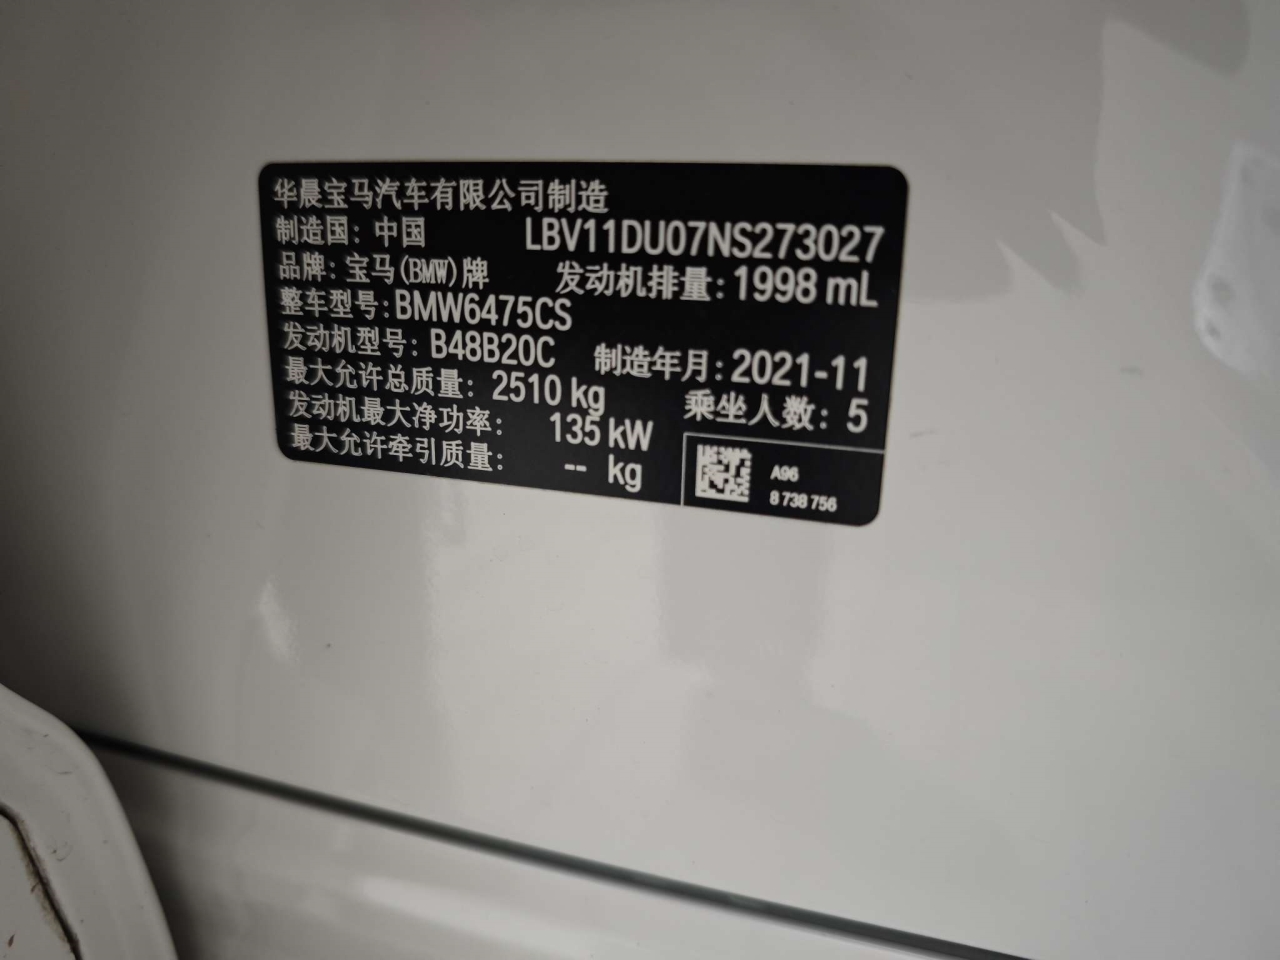 华晨宝马汽车有限公司制造
制造国: 中国 LBV11DU07NS273027
品牌: 宝马(BMW)牌 发动机排量: 1998 mL
整车型号: BMW6475CS
发动机型号: B48B20C 制造年月: 2021-11
最大允许总质量: 2510 kg 乘坐人数: 5
发动机最大净功率: 135 kW
最大允许牵引质量: -- kg
A96
8 738 756